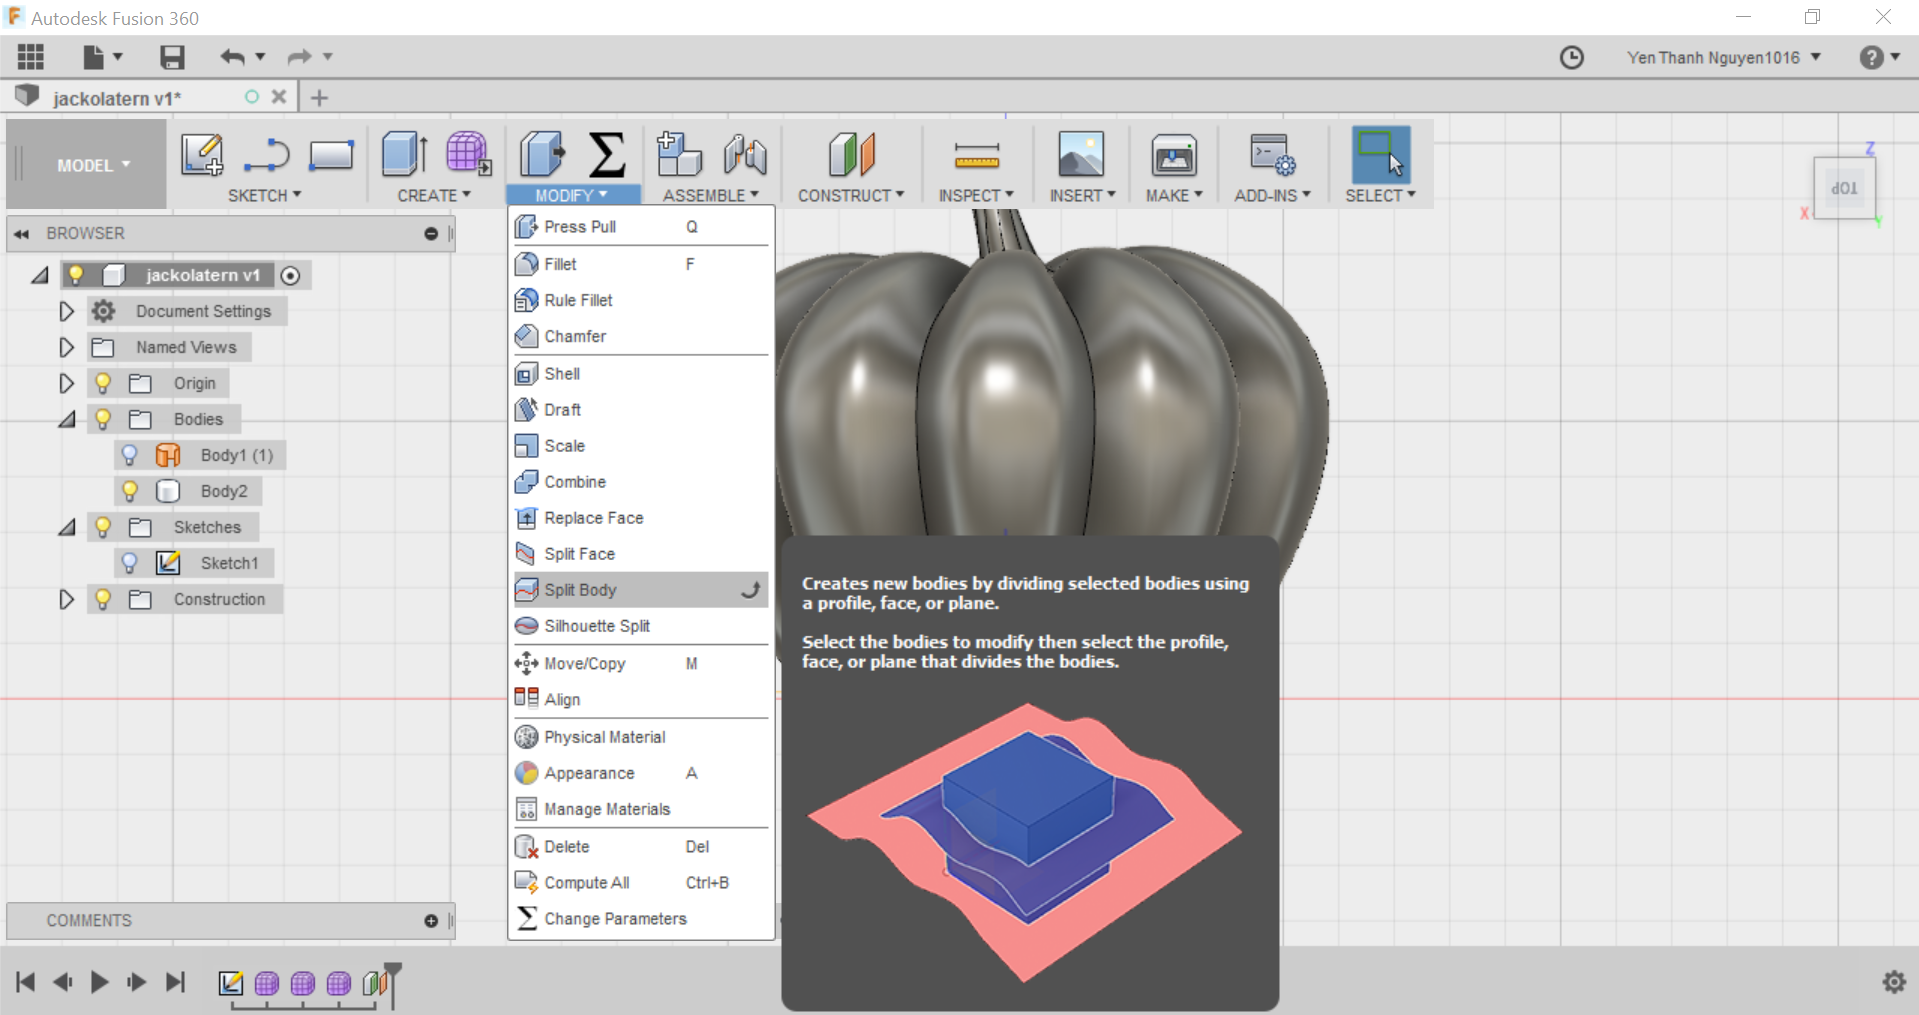 Autodesk Fusion 360
Yen Thanh Nguyen1016
jackolatern v1*
MODEL
SKETCH
CREATE
MODIFY
ASSEMBLE
CONSTRUCT
INSPECT
INSERT
MAKE
ADD-INS
SELECT
Z
TOP
X
Y
BROWSER
jackolatern v1
Document Settings
Named Views
Origin
Bodies
Body1 (1)
Body2
Sketches
Sketch1
Construction
Press Pull Q
Fillet F
Rule Fillet
Chamfer
Shell
Draft
Scale
Combine
Replace Face
Split Face
Split Body
Silhouette Split
Move/Copy M
Align
Physical Material
Appearance A
Manage Materials
Delete Del
Compute All Ctrl+B
Change Parameters
Creates new bodies by dividing selected bodies using
a profile, face, or plane.
Select the bodies to modify then select the profile,
face, or plane that divides the bodies.
COMMENTS